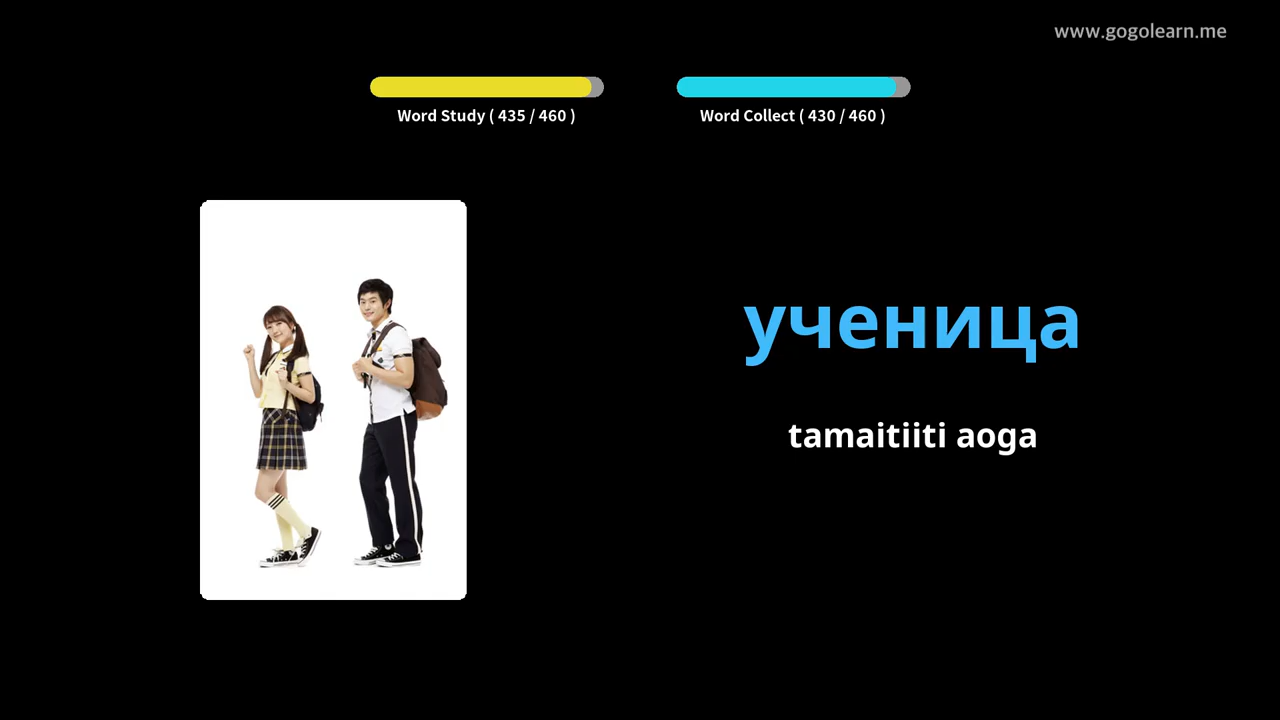 www.gogolearn.me
Word Study ( 435 / 460 )
Word Collect ( 430 / 460 )
ученица
tamaitiiti aoga